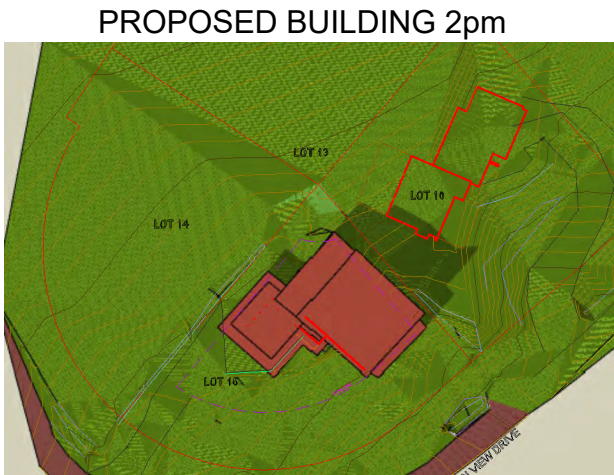 PROPOSED BUILDING 2pm
LOT 13
LOT 10
LOT 14
LOT 15
VIEW DRIVE